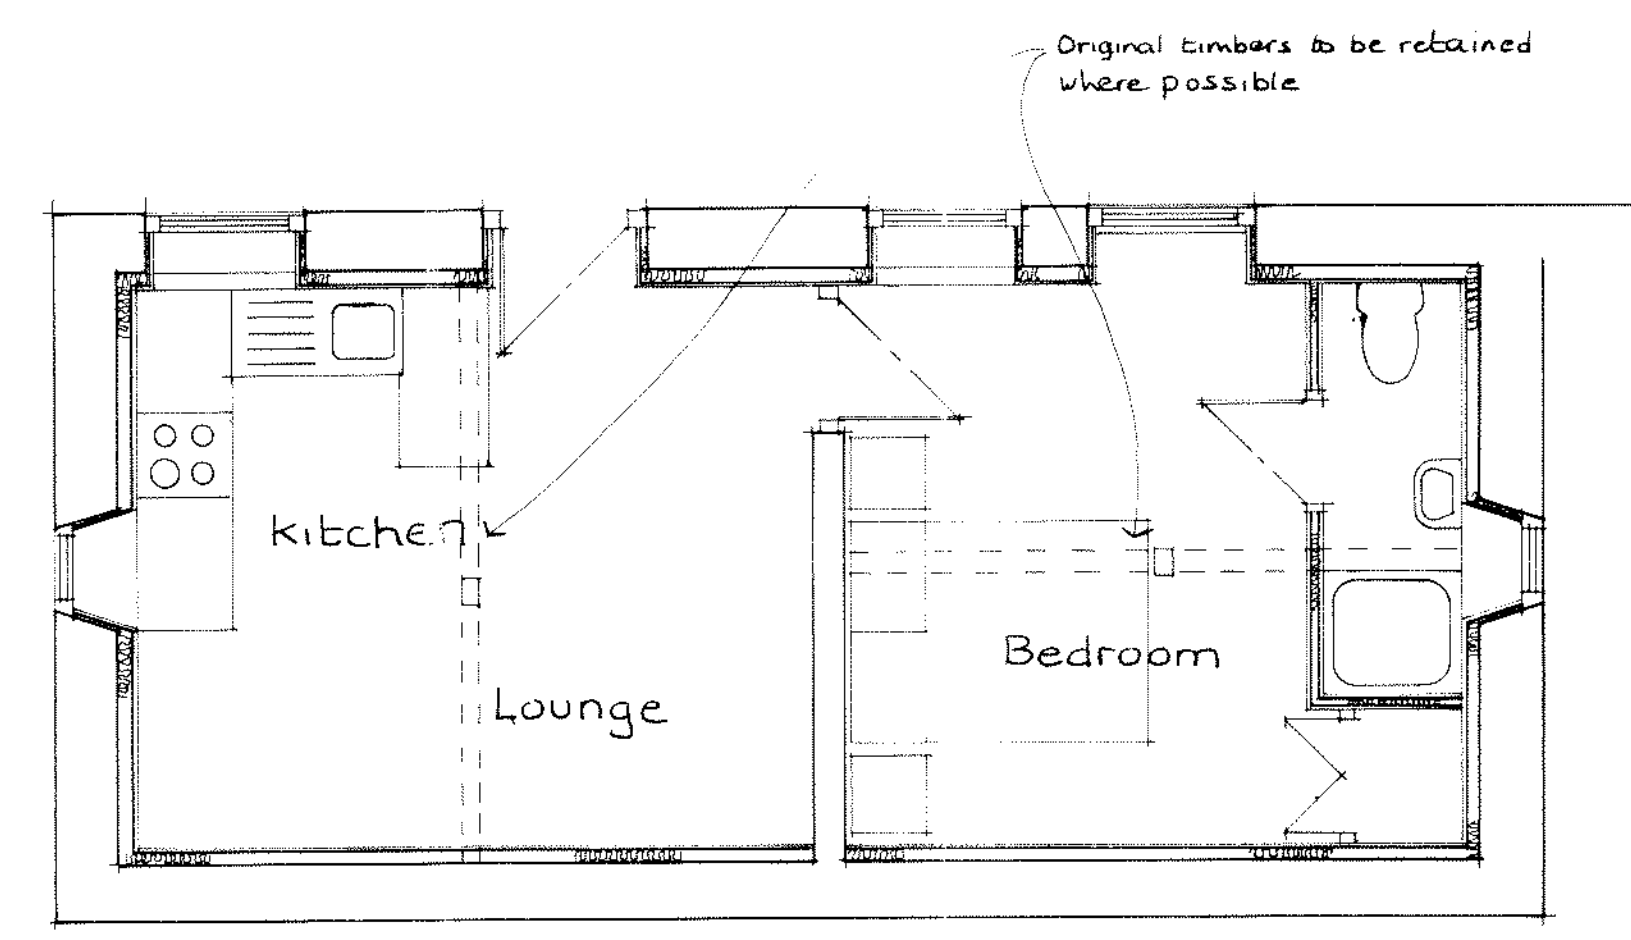 Original timbers to be retained
where possible
Kitchen
Lounge
Bedroom